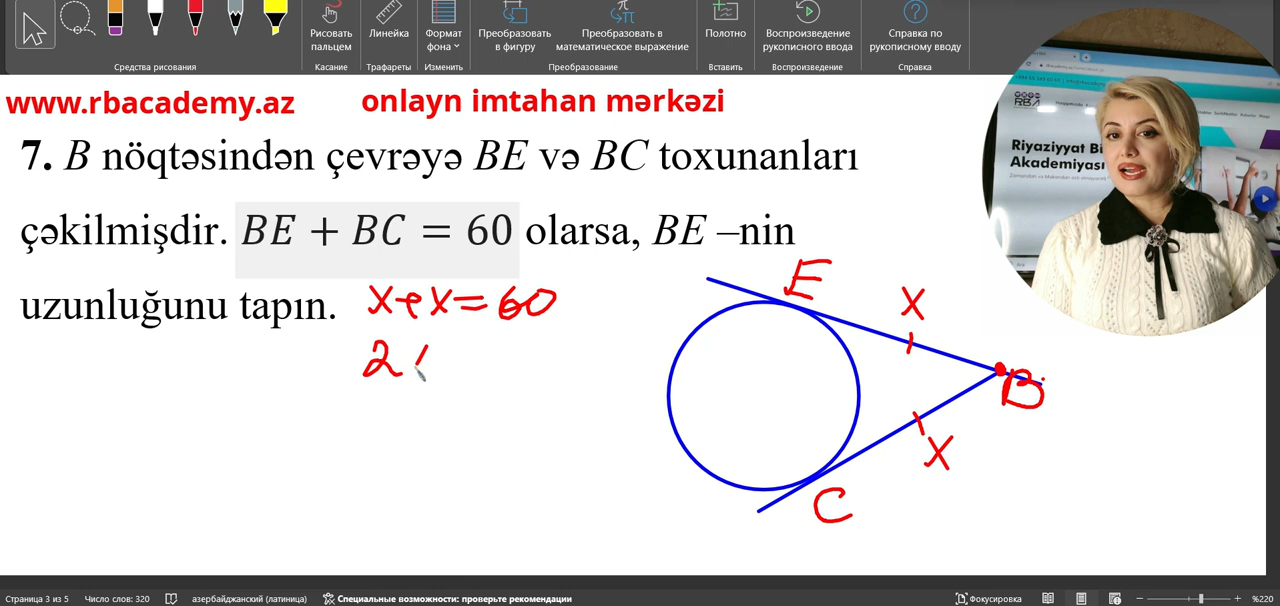 Рисовать пальцем
Линейка
Формат фона
Преобразовать в фигуру
Преобразовать в математическое выражение
Полотно
Воспроизведение рукописного ввода
Справка по рукописному вводу
Средства рисования
Касание
Трафареты
Изменить
Преобразование
Вставить
Воспроизведение
Справка
www.rbacademy.az onlayn imtahan mərkəzi
7. B nöqtəsindən çevrəyə BE və BC toxunanları
çəkilmişdir. BE + BC = 60 olarsa, BE –nin
uzunluğunu tapın. x+x=60
2
E
X
B
X
C
RBA
Riyaziyyat Bi
Akademiyası
Страница 3 из 5 Число слов: 320 азербайджанский (латиница) Специальные возможности: проверьте рекомендации Фокусировка %220